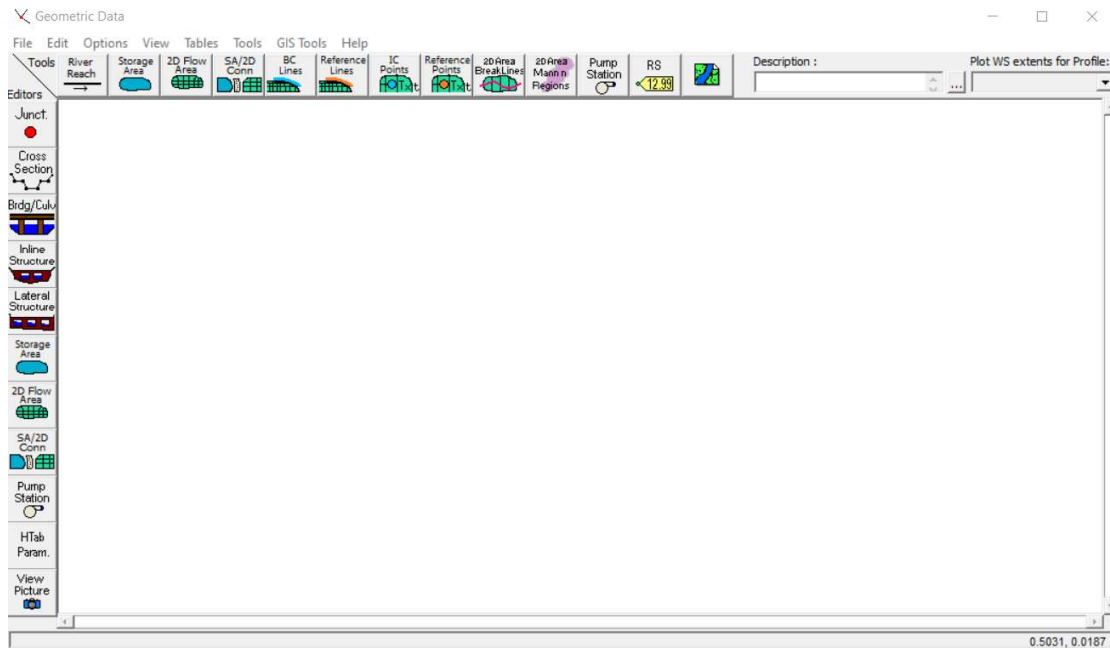 Geometric Data
File Edit Options View Tables Tools GIS Tools Help
Tools
Editors
River
Reach
Storage
Area
2D Flow
Area
SA/2D
Conn
BC
Lines
Reference
Lines
IC
Points
Reference
Points
2D Area
BreakLines
2D Area
Mann n
Regions
Pump
Station
RS
12.99
Description :
...
Plot WS extents for Profile:
Junct.
Cross
Section
Brdg/Culv
Inline
Structure
Lateral
Structure
Storage
Area
2D Flow
Area
SA/2D
Conn
Pump
Station
HTab
Param.
View
Picture
0.5031, 0.0187